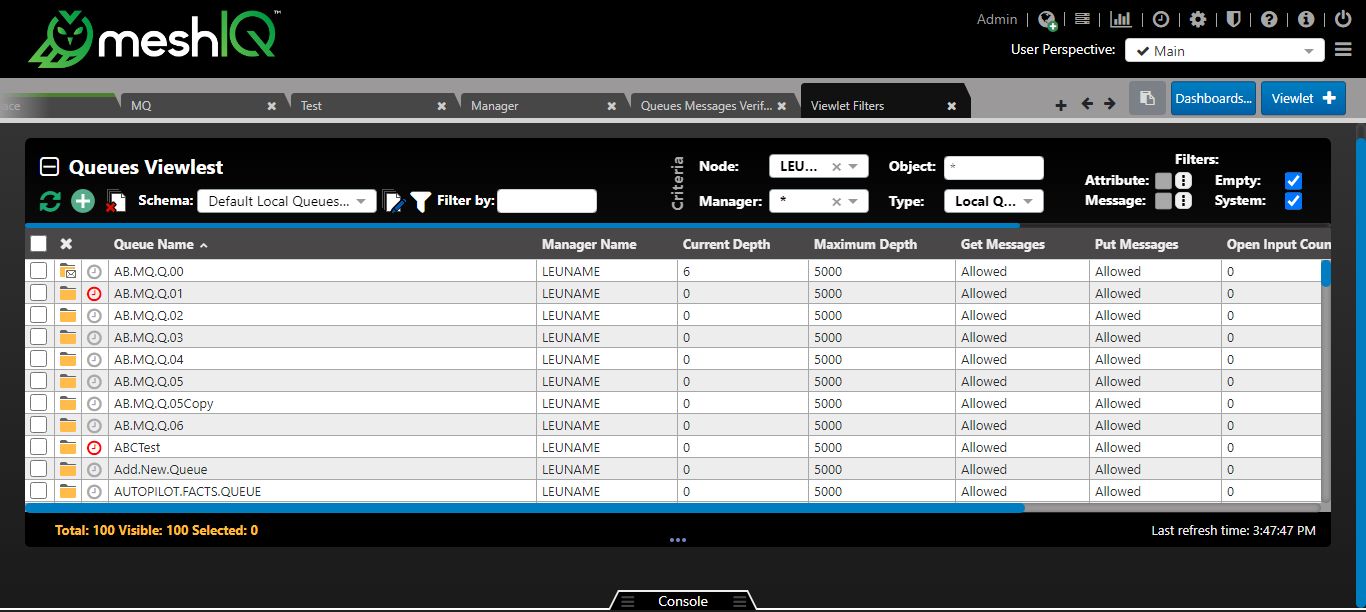 meshIQ™
Admin
User Perspective: Main
ace MQ Test Manager Queues Messages Verif... Viewlet Filters Dashboards... Viewlet
Queues Viewlest
Schema: Default Local Queues... Filter by:
Criteria
Node: LEU... Object: *
Manager: * Type: Local Q...
Filters:
Attribute: Empty:
Message: System:
Queue Name Manager Name Current Depth Maximum Depth Get Messages Put Messages Open Input Coun
AB.MQ.Q.00 LEUNAME 6 5000 Allowed Allowed 0
AB.MQ.Q.01 LEUNAME 0 5000 Allowed Allowed 0
AB.MQ.Q.02 LEUNAME 0 5000 Allowed Allowed 0
AB.MQ.Q.03 LEUNAME 0 5000 Allowed Allowed 0
AB.MQ.Q.04 LEUNAME 0 5000 Allowed Allowed 0
AB.MQ.Q.05 LEUNAME 0 5000 Allowed Allowed 0
AB.MQ.Q.05Copy LEUNAME 0 5000 Allowed Allowed 0
AB.MQ.Q.06 LEUNAME 0 5000 Allowed Allowed 0
ABCTest LEUNAME 0 5000 Allowed Allowed 0
Add.New.Queue LEUNAME 0 5000 Allowed Allowed 0
AUTOPILOT.FACTS.QUEUE LEUNAME 0 5000 Allowed Allowed 0
Total: 100 Visible: 100 Selected: 0
Last refresh time: 3:47:47 PM
Console